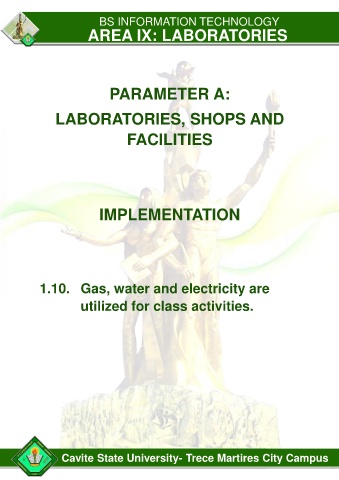 BS INFORMATION TECHNOLOGY
AREA IX: LABORATORIES
PARAMETER A:
LABORATORIES, SHOPS AND
FACILITIES
IMPLEMENTATION
1.10. Gas, water and electricity are
utilized for class activities.
Cavite State University- Trece Martires City Campus